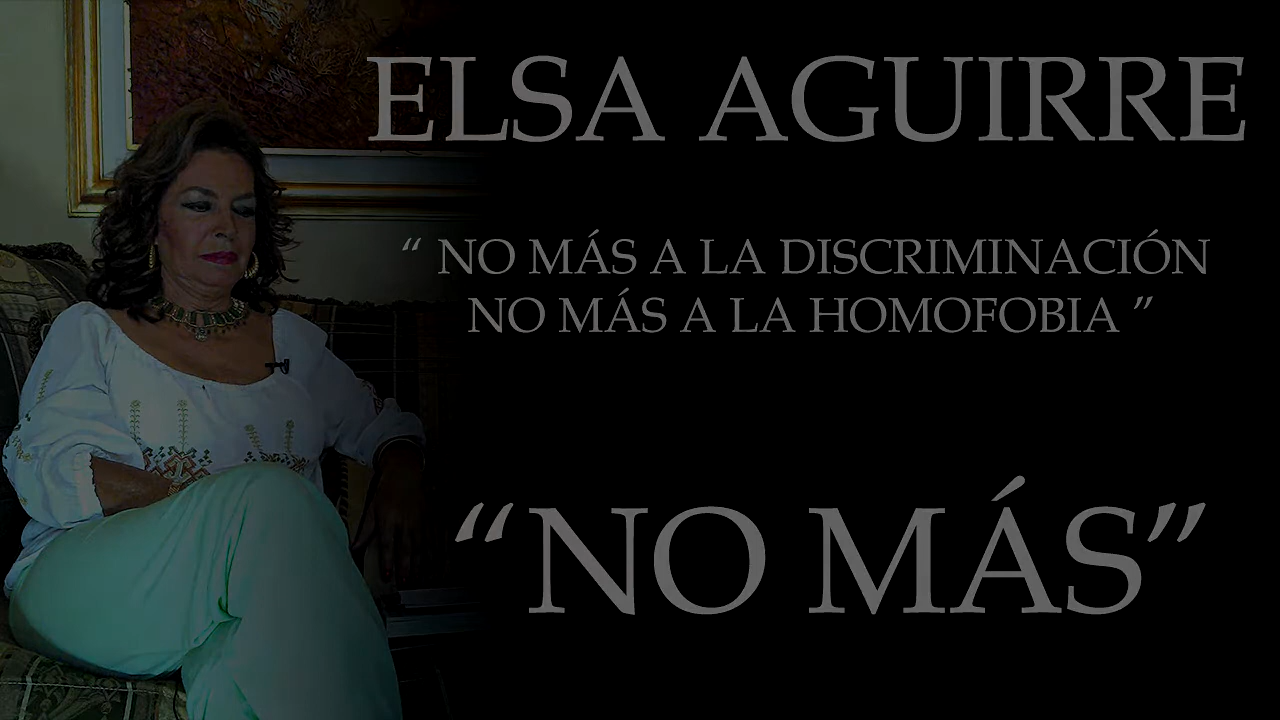 ELSA AGUIRRE
“ NO MÁS A LA DISCRIMINACIÓN
NO MÁS A LA HOMOFOBIA ”
“NO MÁS”